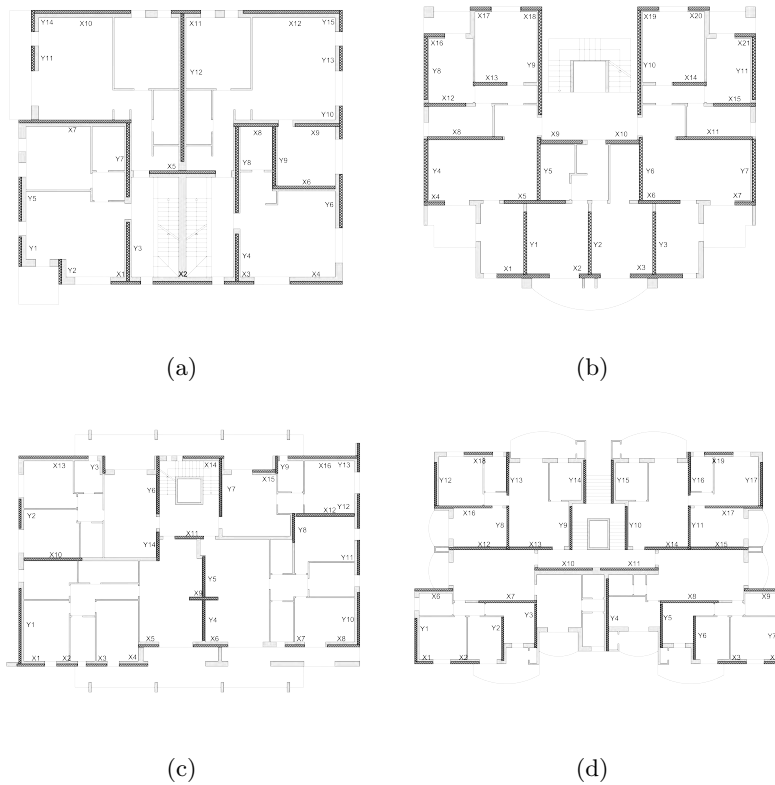 Y14 X10 X11 X12 Y15
Y11 Y12 Y13
Y10
X7 X8 X9
Y7 Y8 Y9
X5
X6
Y5 Y6
Y1 Y3 Y4
Y2 X1 X2 X3 X4
(a)
X17 X18 X19 X20
X16 X21
Y8 Y9 Y10 Y11
X13 X14
X12 X15
X8 X9 X10 X11
Y4 Y5 Y6 Y7
X4 X5 X6 X7
Y1 Y2 Y3
X1 X2 X3
(b)
X13 Y3 X14 Y9 X16 Y13
Y6 Y7 X15
Y2 X12 Y12
X11 Y8
X10 Y14 Y11
Y5
X9
Y1 Y4 Y10
X5 X6 X7 X8
X1 X2 X3 X4
(c)
X18 X19
Y12 Y13 Y14 Y15 Y16 Y17
X16 Y8 Y9 Y10 Y11 X17
X12 X13 X14 X15
X10 X11
X6 X7 X8 X9
Y1 Y2 Y3 Y4 Y5 Y6 Y7
X1 X2 X3
(d)